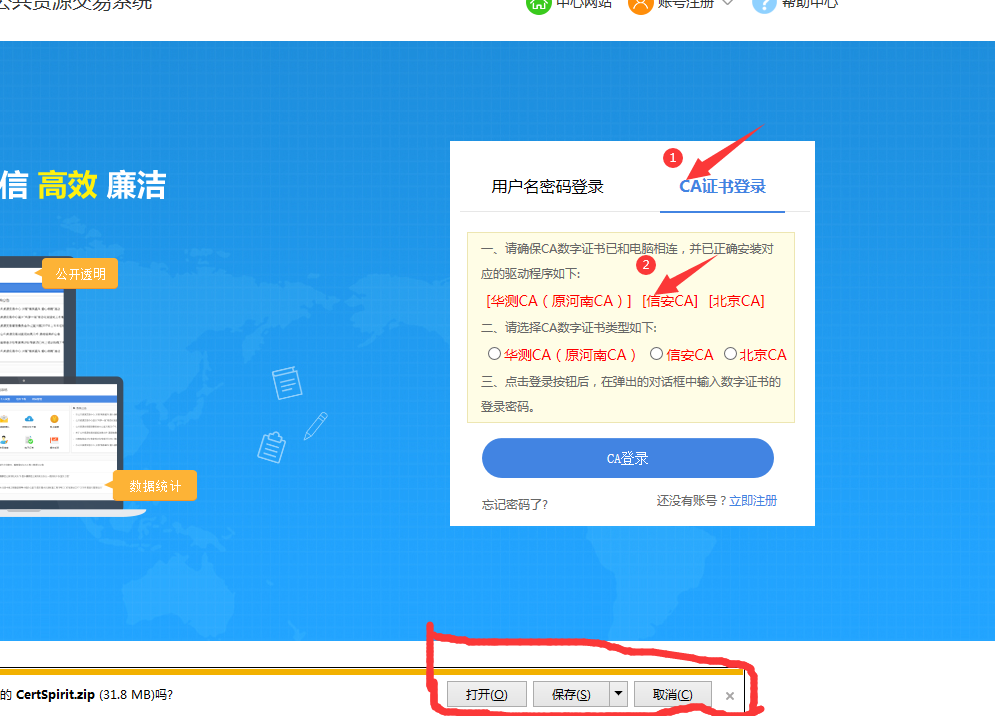 公共资源交易系统
中心网站 账号注册 帮助中心
信 高效 廉洁
公开透明
数据统计
1
用户名密码登录 CA证书登录
一、请确保CA数字证书已和电脑相连，并已正确安装对
2
应的驱动程序如下:
[华测CA（原河南CA）] [信安CA] [北京CA]
二、请选择CA数字证书类型如下:
华测CA（原河南CA） 信安CA 北京CA
三、点击登录按钮后，在弹出的对话框中输入数字证书的
登录密码。
CA登录
忘记密码了? 还没有账号？立即注册
的 CertSpirit.zip (31.8 MB)吗? 打开(O) 保存(S) 取消(C) ×